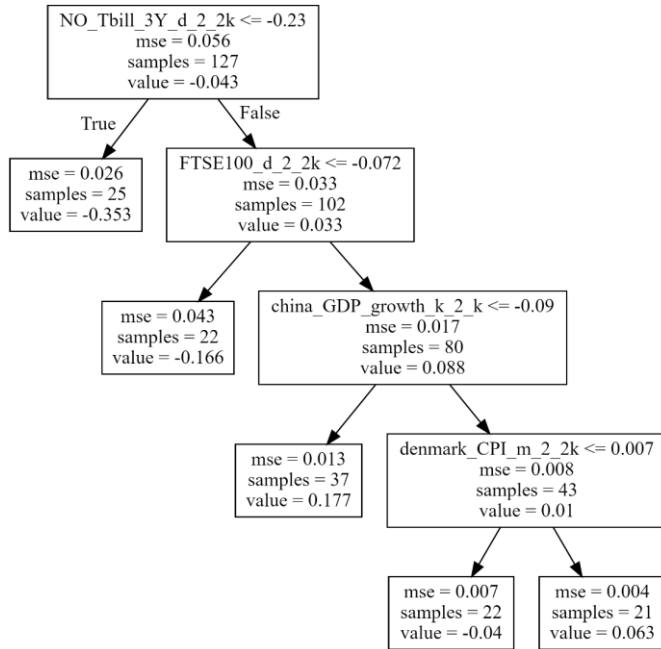 NO_Tbill_3Y_d_2_2k <= -0.23
mse = 0.056
samples = 127
value = -0.043
True
False
mse = 0.026
samples = 25
value = -0.353
FTSE100_d_2_2k <= -0.072
mse = 0.033
samples = 102
value = 0.033
mse = 0.043
samples = 22
value = -0.166
china_GDP_growth_k_2_k <= -0.09
mse = 0.017
samples = 80
value = 0.088
mse = 0.013
samples = 37
value = 0.177
denmark_CPI_m_2_2k <= 0.007
mse = 0.008
samples = 43
value = 0.01
mse = 0.007
samples = 22
value = -0.04
mse = 0.004
samples = 21
value = 0.063